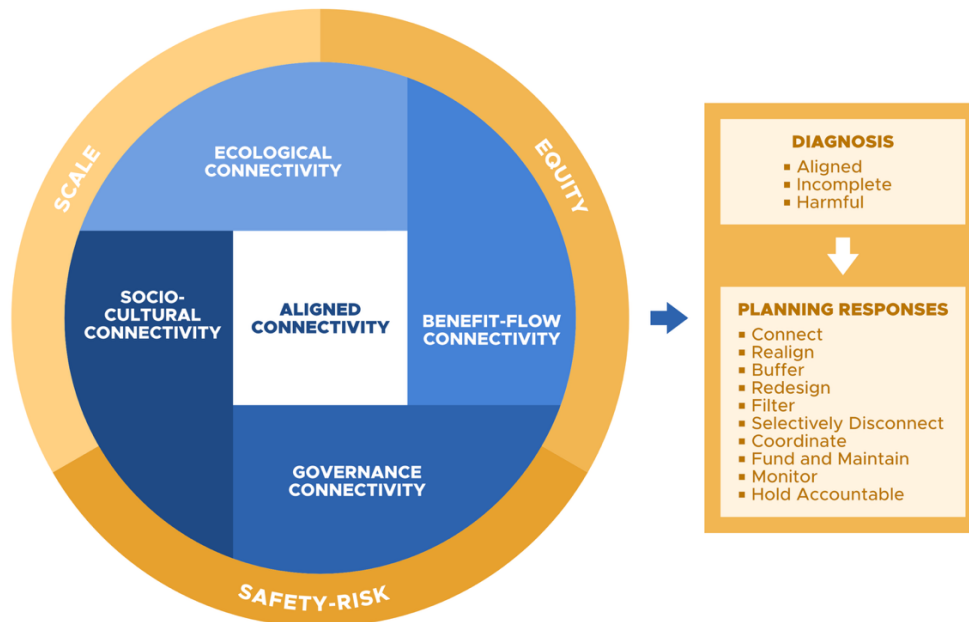 SCALE
EQUITY
SAFETY-RISK
ECOLOGICAL
CONNECTIVITY
SOCIO-
CULTURAL
CONNECTIVITY
ALIGNED
CONNECTIVITY
BENEFIT-FLOW
CONNECTIVITY
GOVERNANCE
CONNECTIVITY
DIAGNOSIS
▪ Aligned
▪ Incomplete
▪ Harmful
PLANNING RESPONSES
▪ Connect
▪ Realign
▪ Buffer
▪ Redesign
▪ Filter
▪ Selectively Disconnect
▪ Coordinate
▪ Fund and Maintain
▪ Monitor
▪ Hold Accountable